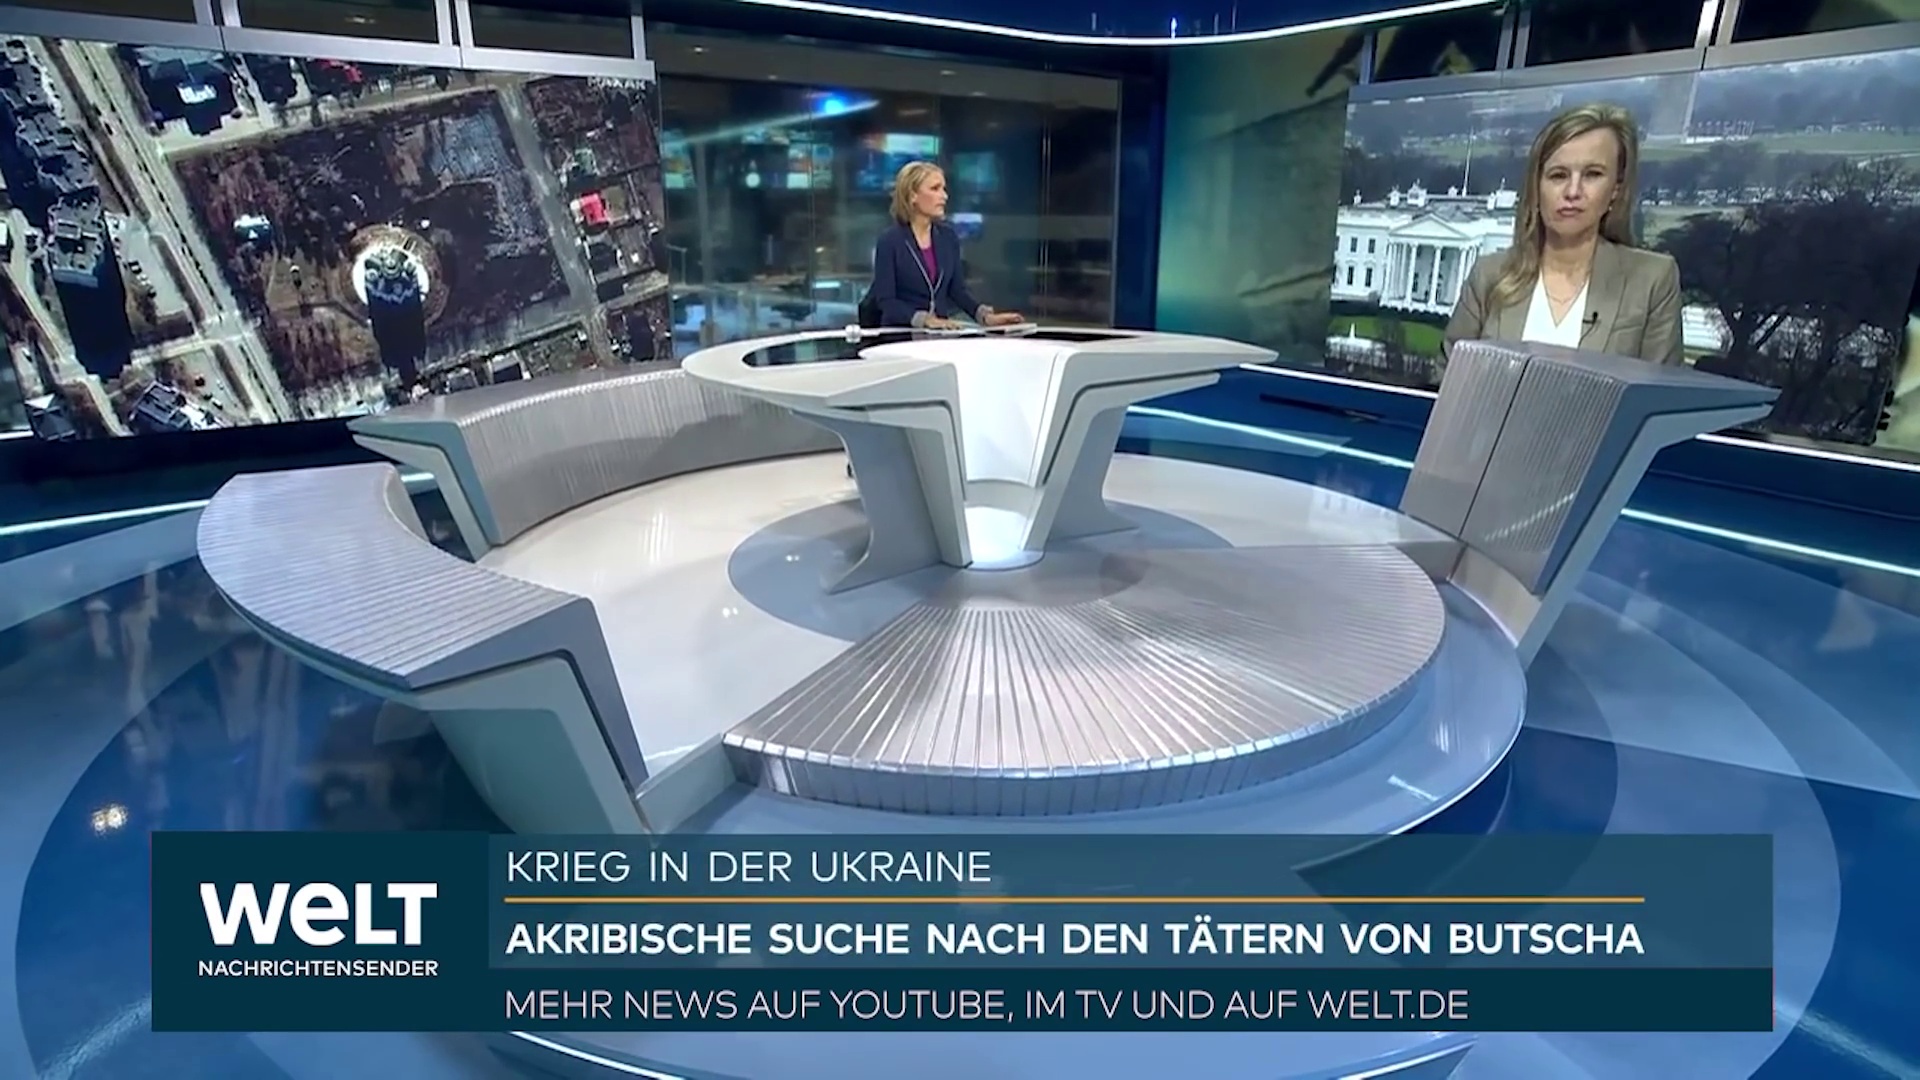 MAXAR
KRIEG IN DER UKRAINE
WELT
NACHRICHTENSENDER
AKRIBISCHE SUCHE NACH DEN TÄTERN VON BUTSCHA
MEHR NEWS AUF YOUTUBE, IM TV UND AUF WELT.DE